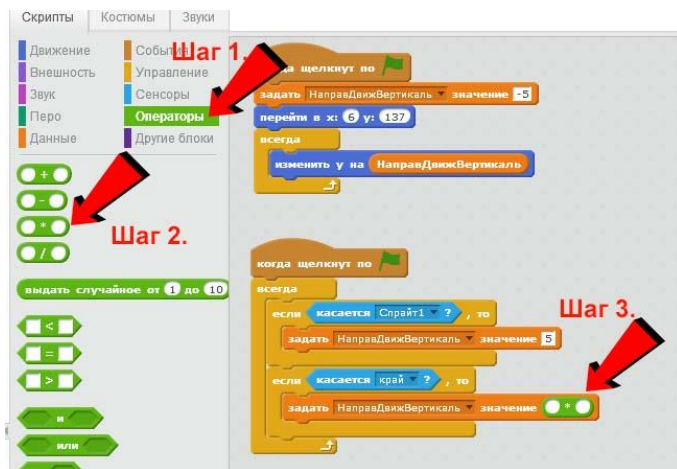 Скрипты Костюмы Звуки
Движение События
Внешность Управление
Звук Сенсоры
Перо Операторы
Данные Другие блоки
Шаг 1.
+
-
*
/
Шаг 2.
выдать случайное от 1 до 10
<
=
>
и
или
щелкнут по
задать НаправДвижВертикаль значение -5
перейти в x: 6 y: 137
всегда
изменить y на НаправДвижВертикаль
когда щелкнут по
всегда
если касается Спрайт1 ? , то
задать НаправДвижВертикаль значение 5
Шаг 3.
если касается край ? , то
задать НаправДвижВертикаль значение *